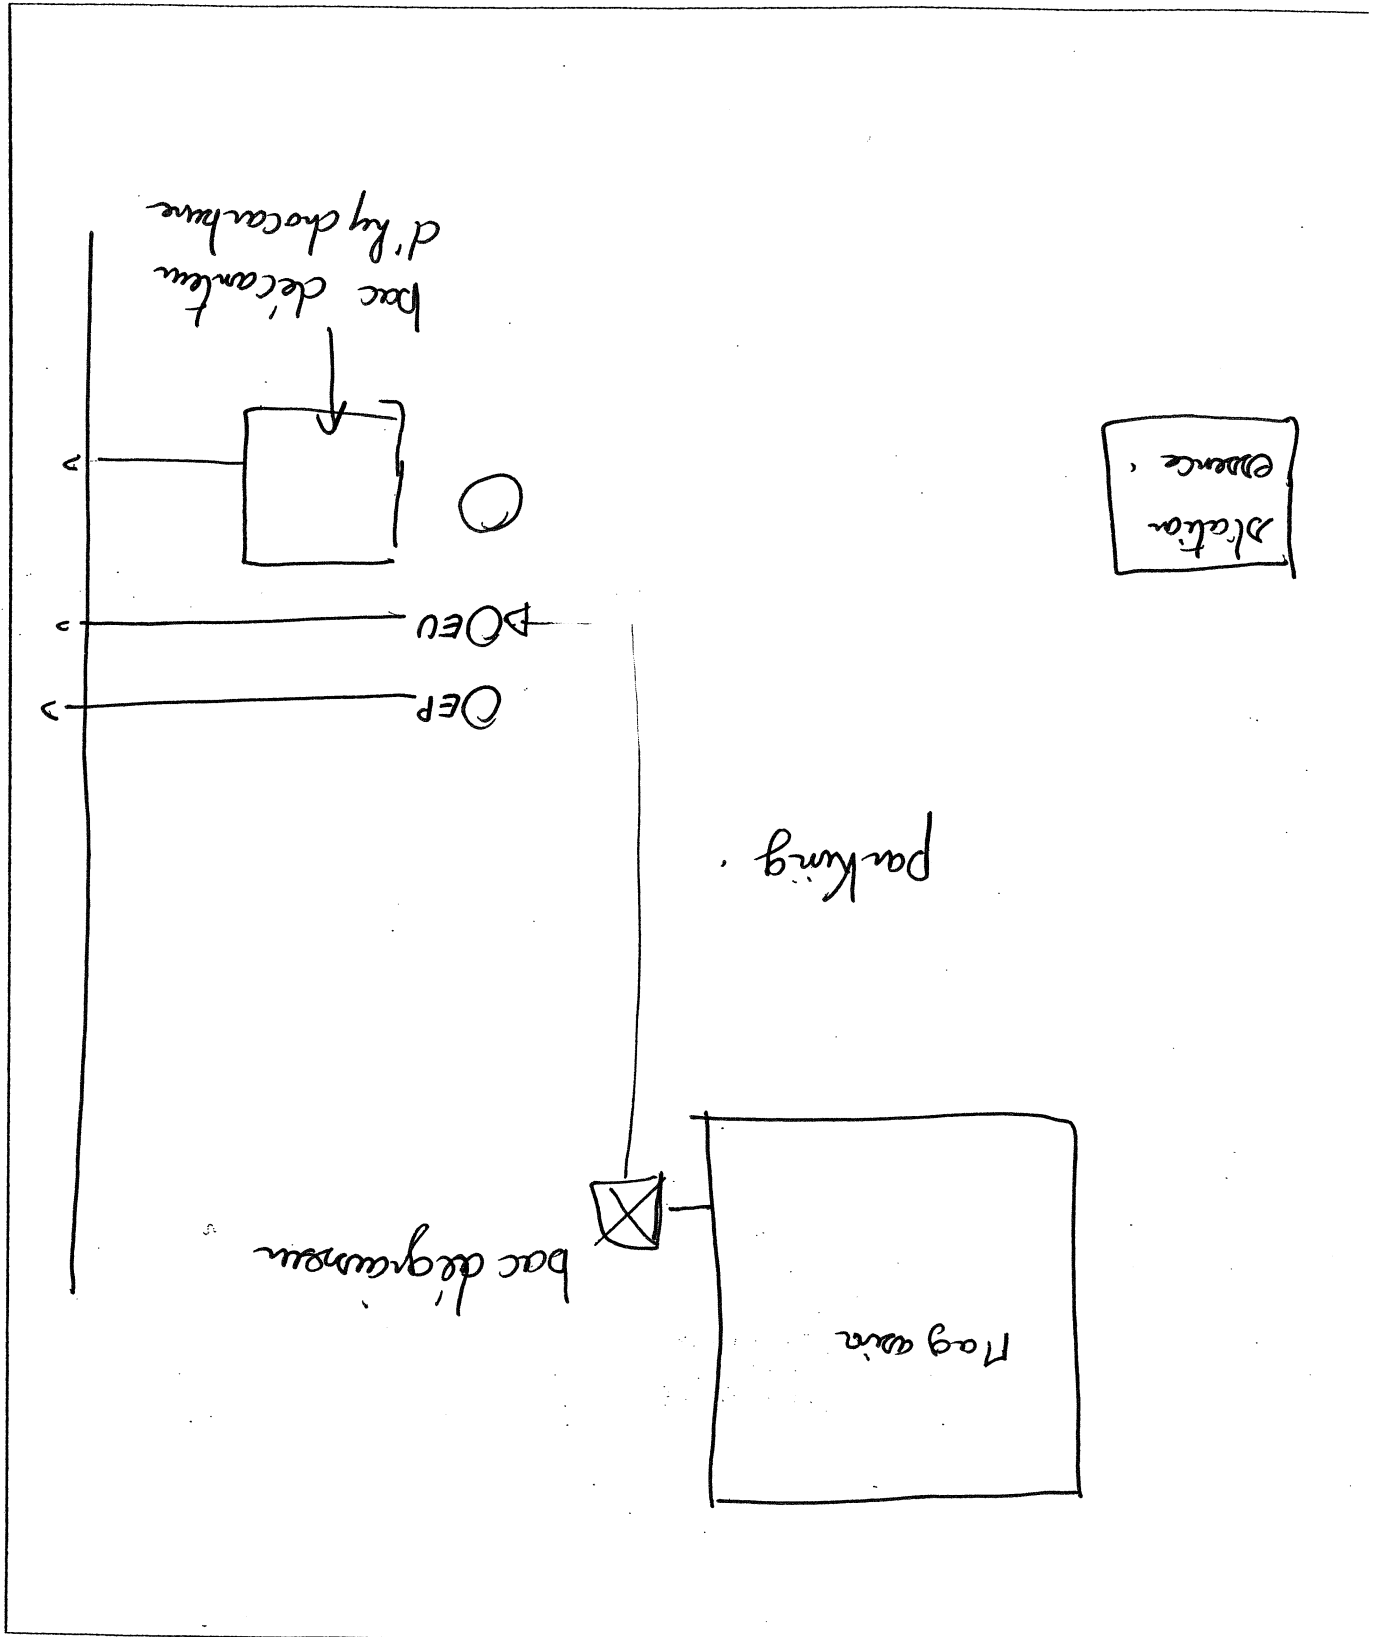 Magasin
bac dégraisseur
parking.
EP
EU
station
essence.
bac décanteur
d'hydrocarbure